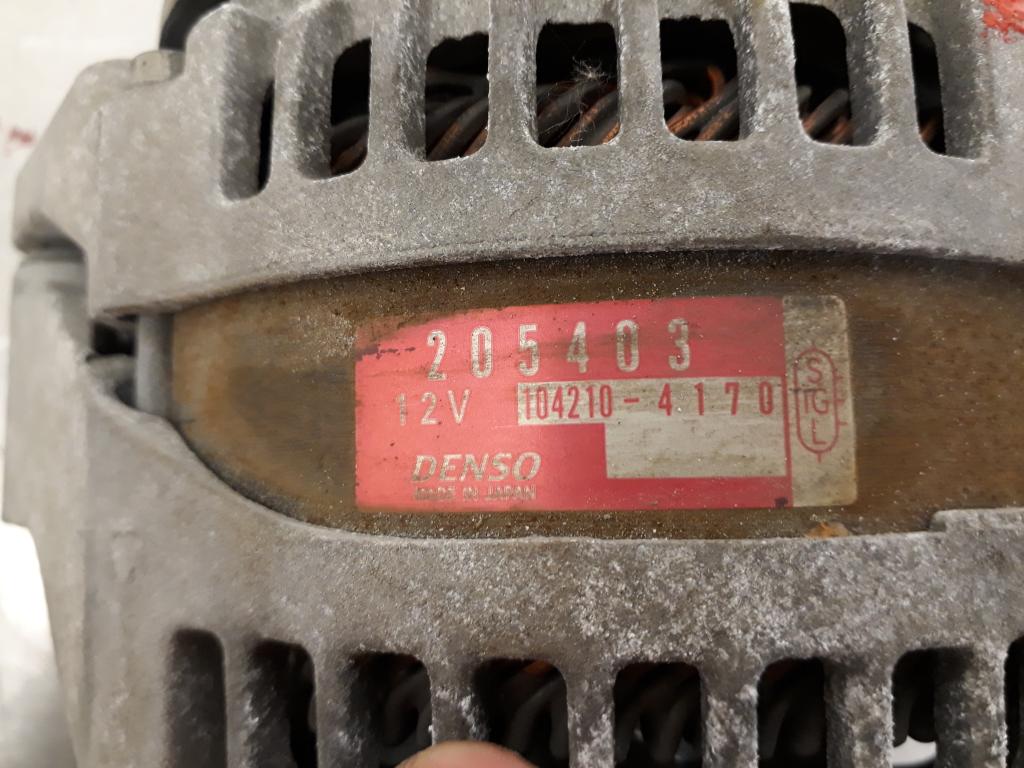 205403
12V 104210-4170
DENSO
MADE IN JAPAN
S
IG
L